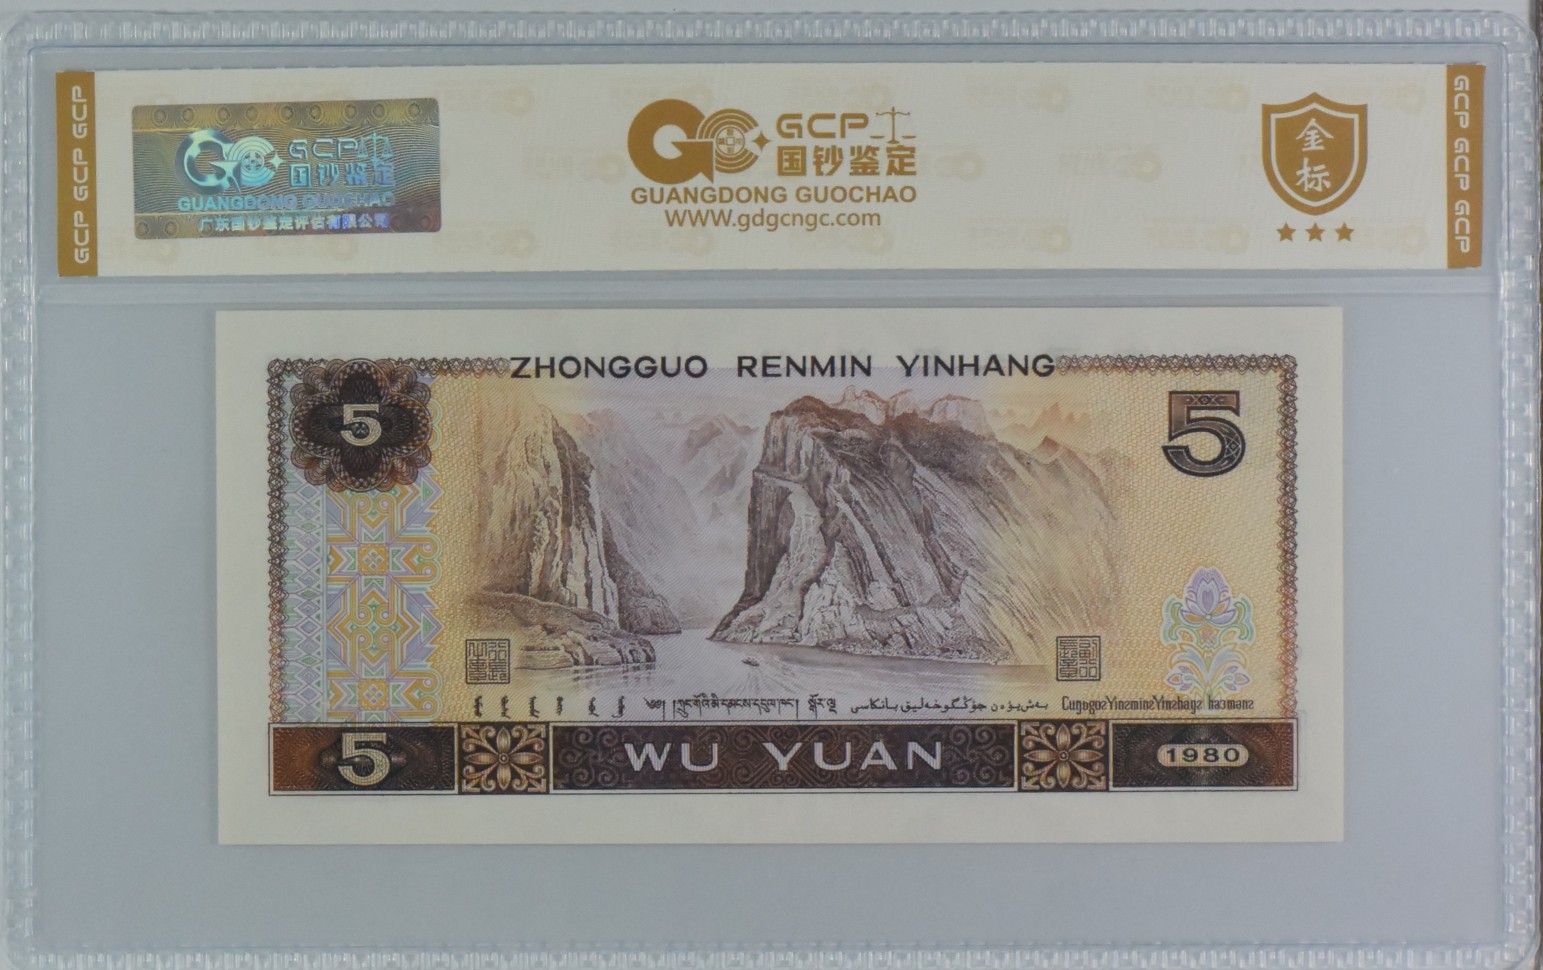 GCP GCP GCP
GCP 国钞鉴定
GUANGDONG GUOCHAO
广东国钞鉴定评估有限公司
GCP
国钞鉴定
GUANGDONG GUOCHAO
WWW.gdgcngc.com
金标
GCP GCP GCP
ZHONGGUO RENMIN YINHANG
5
5
5
WU YUAN
1980